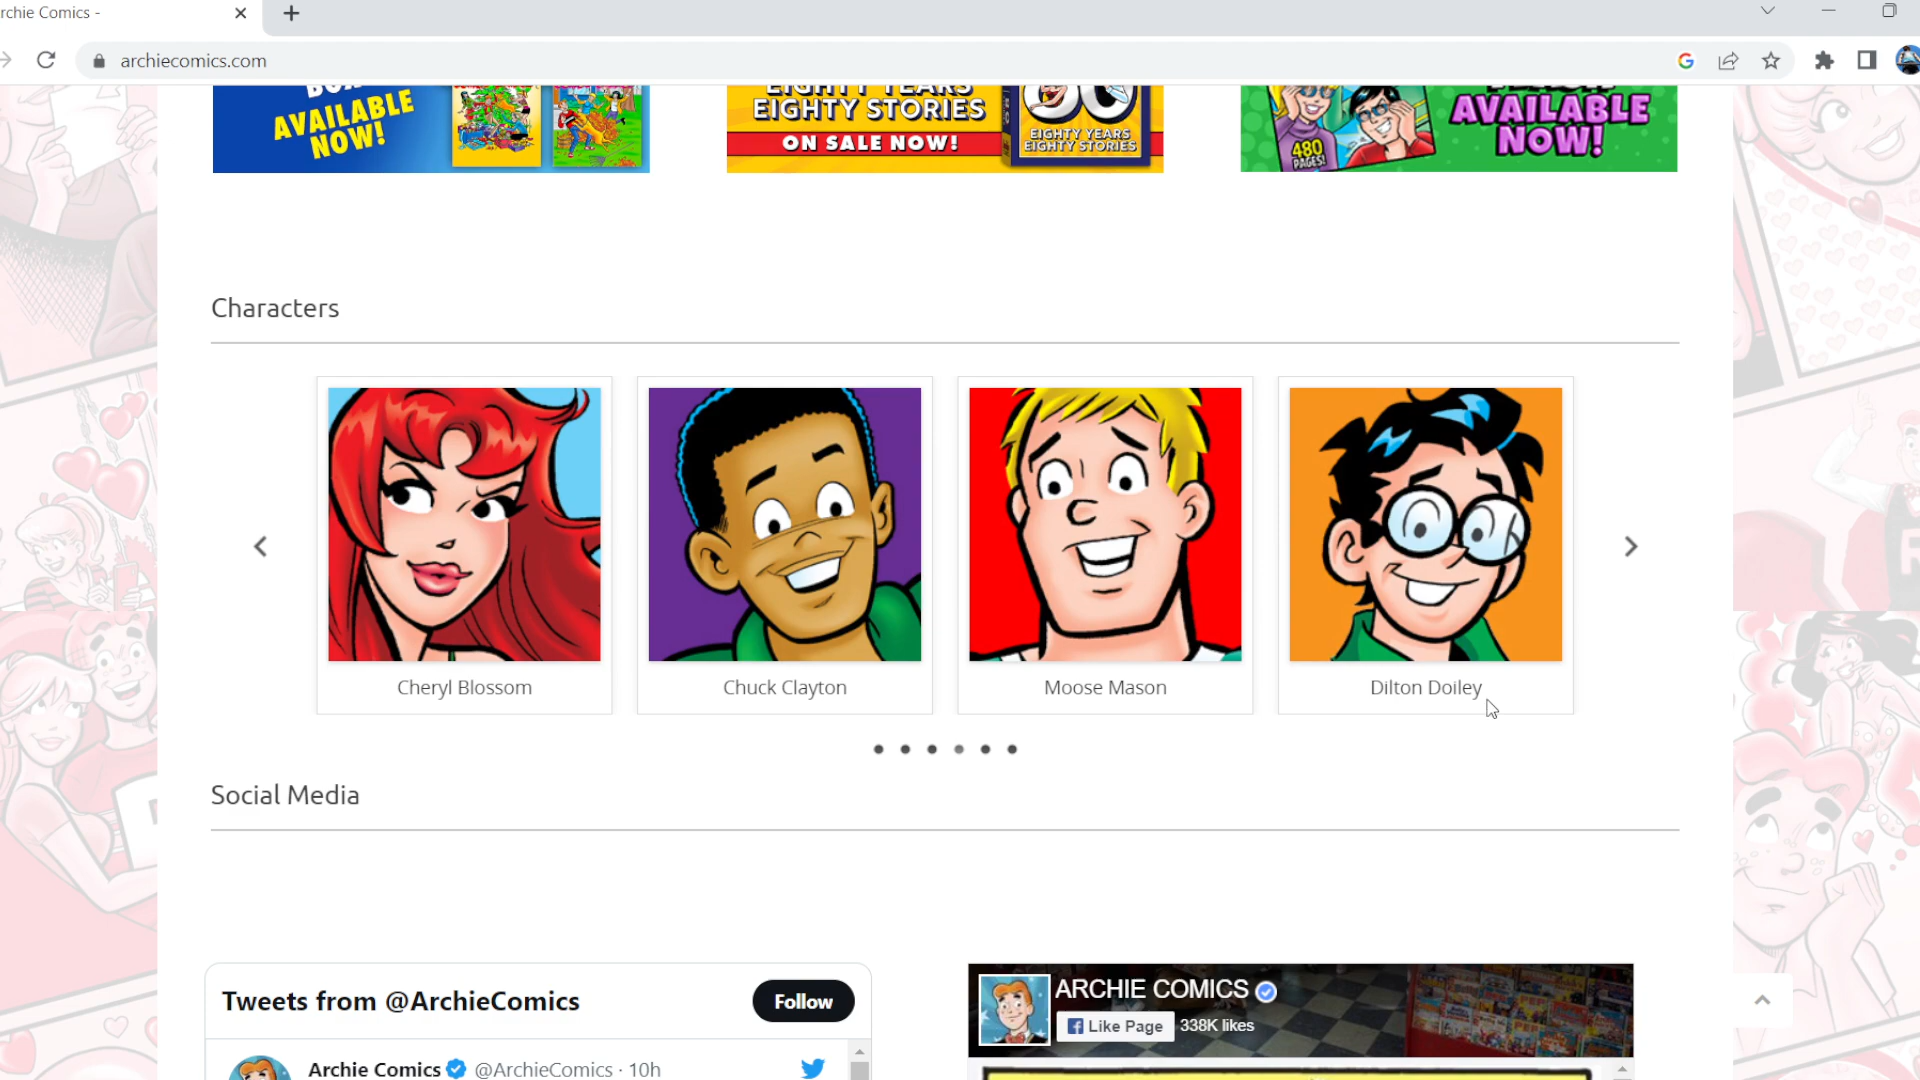 rchie Comics -
archiecomics.com
AVAILABLE
NOW!
EIGHTY YEARS
EIGHTY STORIES
ON SALE NOW!
EIGHTY YEARS
EIGHTY STORIES
480
PAGES!
AVAILABLE
NOW!
Characters
Cheryl Blossom
Chuck Clayton
Moose Mason
Dilton Doiley
Social Media
Tweets from @ArchieComics
Follow
Archie Comics @ArchieComics · 10h
ARCHIE COMICS
Like Page
338K likes